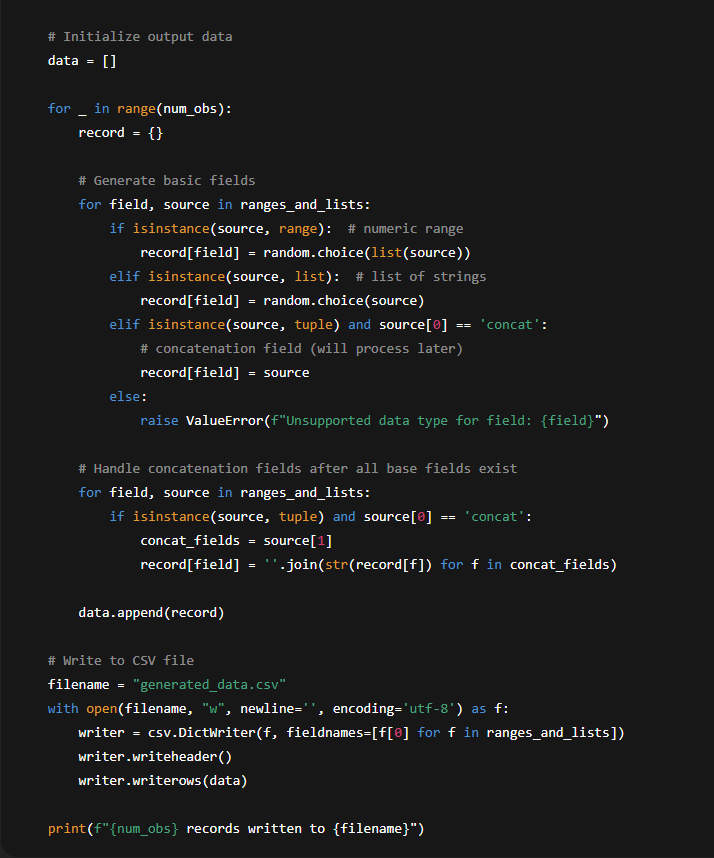 # Initialize output data
data = []
for _ in range(num_obs):
record = {}
# Generate basic fields
for field, source in ranges_and_lists:
if isinstance(source, range):  # numeric range
record[field] = random.choice(list(source))
elif isinstance(source, list):  # list of strings
record[field] = random.choice(source)
elif isinstance(source, tuple) and source[0] == 'concat':
# concatenation field (will process later)
record[field] = source
else:
raise ValueError(f"Unsupported data type for field: {field}")
# Handle concatenation fields after all base fields exist
for field, source in ranges_and_lists:
if isinstance(source, tuple) and source[0] == 'concat':
concat_fields = source[1]
record[field] = ''.join(str(record[f]) for f in concat_fields)
data.append(record)
# Write to CSV file
filename = "generated_data.csv"
with open(filename, "w", newline='', encoding='utf-8') as f:
writer = csv.DictWriter(f, fieldnames=[f[0] for f in ranges_and_lists])
writer.writeheader()
writer.writerows(data)
print(f"{num_obs} records written to {filename}")